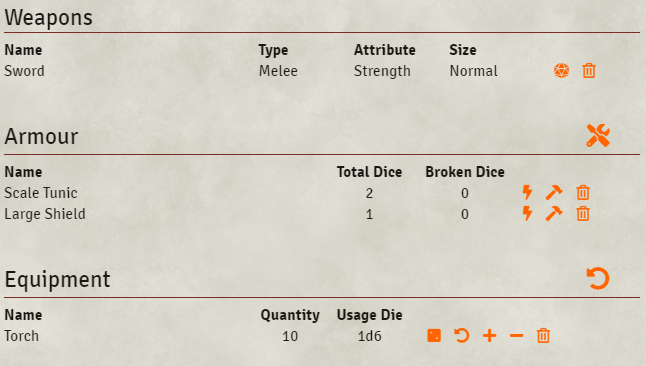 Weapons
Name Type Attribute Size
Sword Melee Strength Normal
Armour
Name Total Dice Broken Dice
Scale Tunic 2 0
Large Shield 1 0
Equipment
Name Quantity Usage Die
Torch 10 1d6